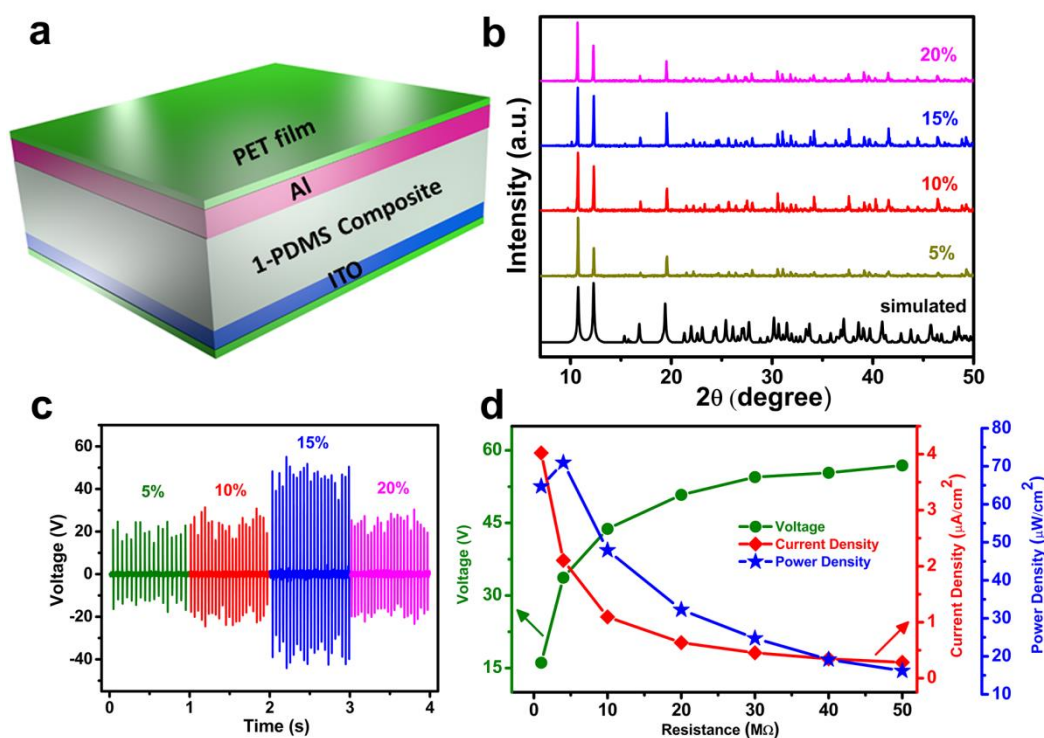 a
PET film
Al
1-PDMS Composite
ITO
b
Intensity (a.u.)
20%
15%
10%
5%
simulated
10 20 30 40 50
2θ (degree)
c
Voltage (V)
60
40
20
0
-20
-40
5%
10%
15%
20%
0 1 2 3 4
Time (s)
d
Voltage (V)
60
45
30
15
Voltage
Current Density
Power Density
0 10 20 30 40 50
Resistance (MΩ)
4
3
2
1
0
Current Density (μA/cm²)
80
70
60
50
40
30
20
10
Power Density (μW/cm²)